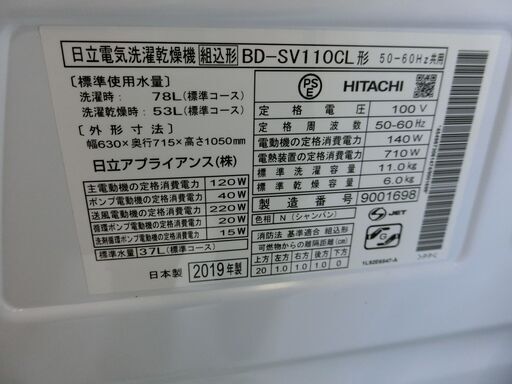 日立電気洗濯乾燥機 組込形 BD-SV110CL形 50-60Hz共用
[標準使用水量]
洗濯時: 78L(標準コース)
洗濯乾燥時: 53L(標準コース)
[外形寸法]
幅630×奥行715×高さ1050mm
日立アプライアンス(株)
主電動機の定格消費電力 120W
ポンプ電動機の定格消費電力 40W
送風電動機の定格消費電力 220W
循環ポンプ電動機の定格消費電力 20W
洗剤循環ポンプ電動機の定格消費電力 15W
標準水量 37L(標準コース)
日本製 2019年製
PS
E
HITACHI
定格電圧 100V
定格周波数 50-60Hz
電動機の定格消費電力 140W
電熱装置の定格消費電力 710W
標準洗濯容量 11.0kg
標準乾燥容量 6.0kg
製造番号 9001698
色相 N (シャンパン)
S JET
消防法 基準適合 組込形
可燃物からの離隔距離(cm)
上方 左方 右方 前方 後方 下方
20 1.0 1.0 10 1.0 0
G
1L92E6547-A
>P-P-C